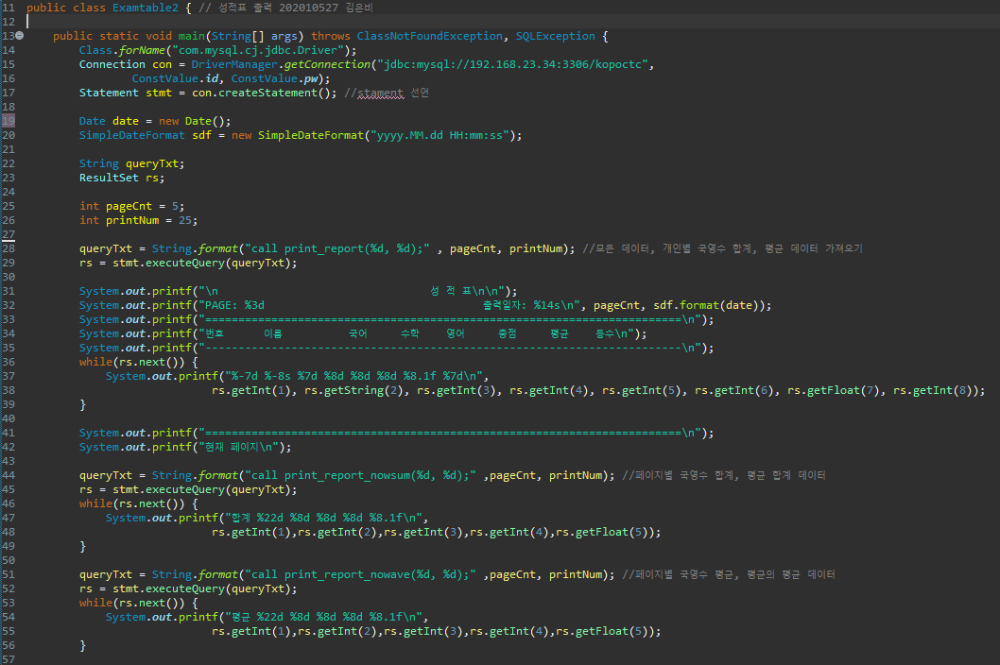 11 public class Examtable2 { // 성적표 출력 202010527 김은비
12
13 public static void main(String[] args) throws ClassNotFoundException, SQLException {
14 Class.forName("com.mysql.cj.jdbc.Driver");
15 Connection con = DriverManager.getConnection("jdbc:mysql://192.168.23.34:3306/kopoctc",
16 ConstValue.id, ConstValue.pw);
17 Statement stmt = con.createStatement(); //stament 선언
18
19 Date date = new Date();
20 SimpleDateFormat sdf = new SimpleDateFormat("yyyy.MM.dd HH:mm:ss");
21
22 String queryTxt;
23 ResultSet rs;
24
25 int pageCnt = 5;
26 int printNum = 25;
27
28 queryTxt = String.format("call print_report(%d, %d);" , pageCnt, printNum); //모든 데이터, 개인별 국영수 합계, 평균 데이터 가져오기
29 rs = stmt.executeQuery(queryTxt);
30
31 System.out.printf("\n 성 적 표\n\n");
32 System.out.printf("PAGE: %3d 출력일자: %14s\n", pageCnt, sdf.format(date));
33 System.out.printf("========================================================================\n");
34 System.out.printf("번호 이름 국어 수학 영어 총점 평균 등수\n");
35 System.out.printf("------------------------------------------------------------------------\n");
36 while(rs.next()) {
37 System.out.printf("%-7d %-8s %7d %8d %8d %8d %8.1f %7d\n",
38 rs.getInt(1), rs.getString(2), rs.getInt(3), rs.getInt(4), rs.getInt(5), rs.getInt(6), rs.getFloat(7), rs.getInt(8));
39 }
40
41 System.out.printf("========================================================================\n");
42 System.out.printf("현재 페이지\n");
43
44 queryTxt = String.format("call print_report_nowsum(%d, %d);" ,pageCnt, printNum); //페이지별 국영수 합계, 평균 합계 데이터
45 rs = stmt.executeQuery(queryTxt);
46 while(rs.next()) {
47 System.out.printf("합계 %22d %8d %8d %8d %8.1f\n",
48 rs.getInt(1),rs.getInt(2),rs.getInt(3),rs.getInt(4),rs.getFloat(5));
49 }
50
51 queryTxt = String.format("call print_report_nowave(%d, %d);" ,pageCnt, printNum); //페이지별 국영수 평균, 평균의 평균 데이터
52 rs = stmt.executeQuery(queryTxt);
53 while(rs.next()) {
54 System.out.printf("평균 %22d %8d %8d %8d %8.1f\n",
55 rs.getInt(1),rs.getInt(2),rs.getInt(3),rs.getInt(4),rs.getFloat(5));
56 }
57